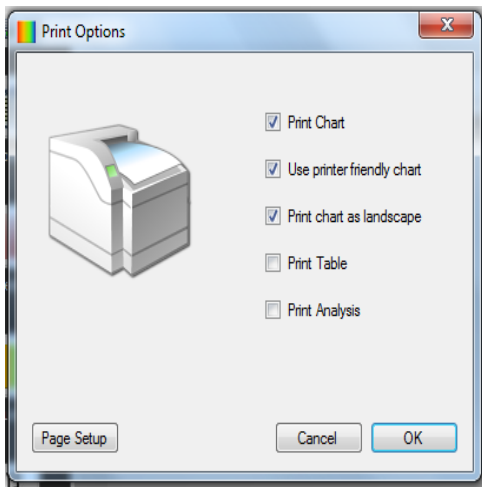 Print Options
Print Chart
Use printer friendly chart
Print chart as landscape
Print Table
Print Analysis
Page Setup
Cancel
OK